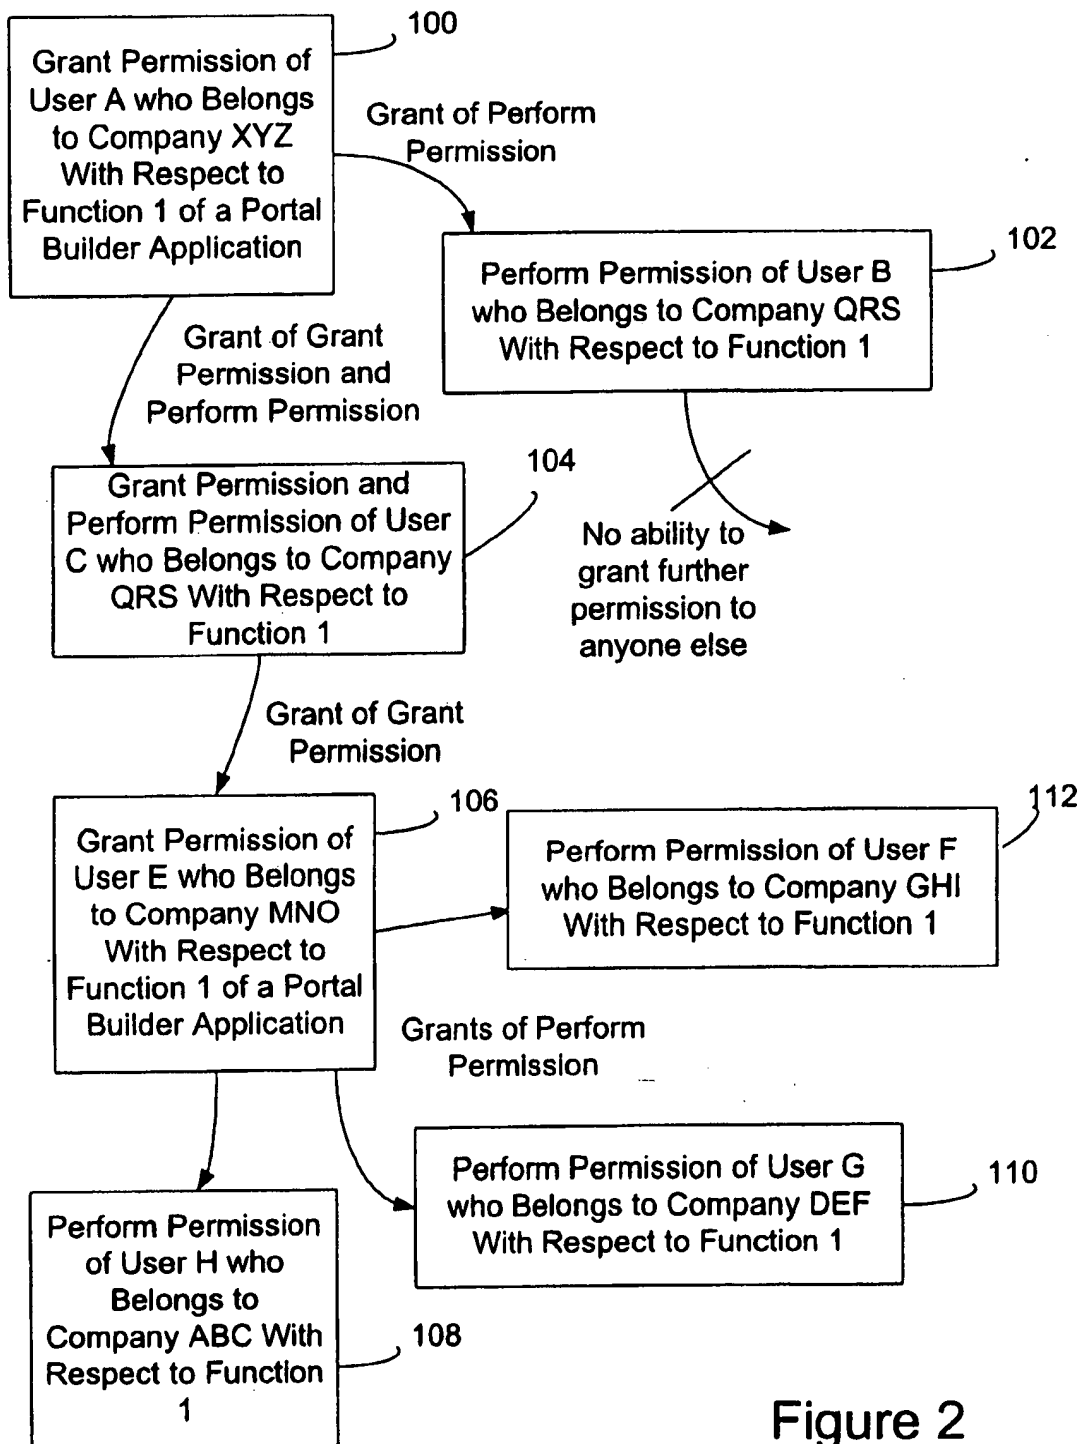 100
Grant Permission of
User A who Belongs
to Company XYZ
With Respect to
Function 1 of a Portal
Builder Application
Grant of Perform
Permission
102
Perform Permission of User B
who Belongs to Company QRS
With Respect to Function 1
Grant of Grant
Permission and
Perform Permission
104
Grant Permission and
Perform Permission of User
C who Belongs to Company
QRS With Respect to
Function 1
No ability to
grant further
permission to
anyone else
Grant of Grant
Permission
106
Grant Permission of
User E who Belongs
to Company MNO
With Respect to
Function 1 of a Portal
Builder Application
112
Perform Permission of User F
who Belongs to Company GHI
With Respect to Function 1
Grants of Perform
Permission
110
Perform Permission of User G
who Belongs to Company DEF
With Respect to Function 1
Perform Permission
of User H who
Belongs to
Company ABC With
Respect to Function
1
108
Figure 2